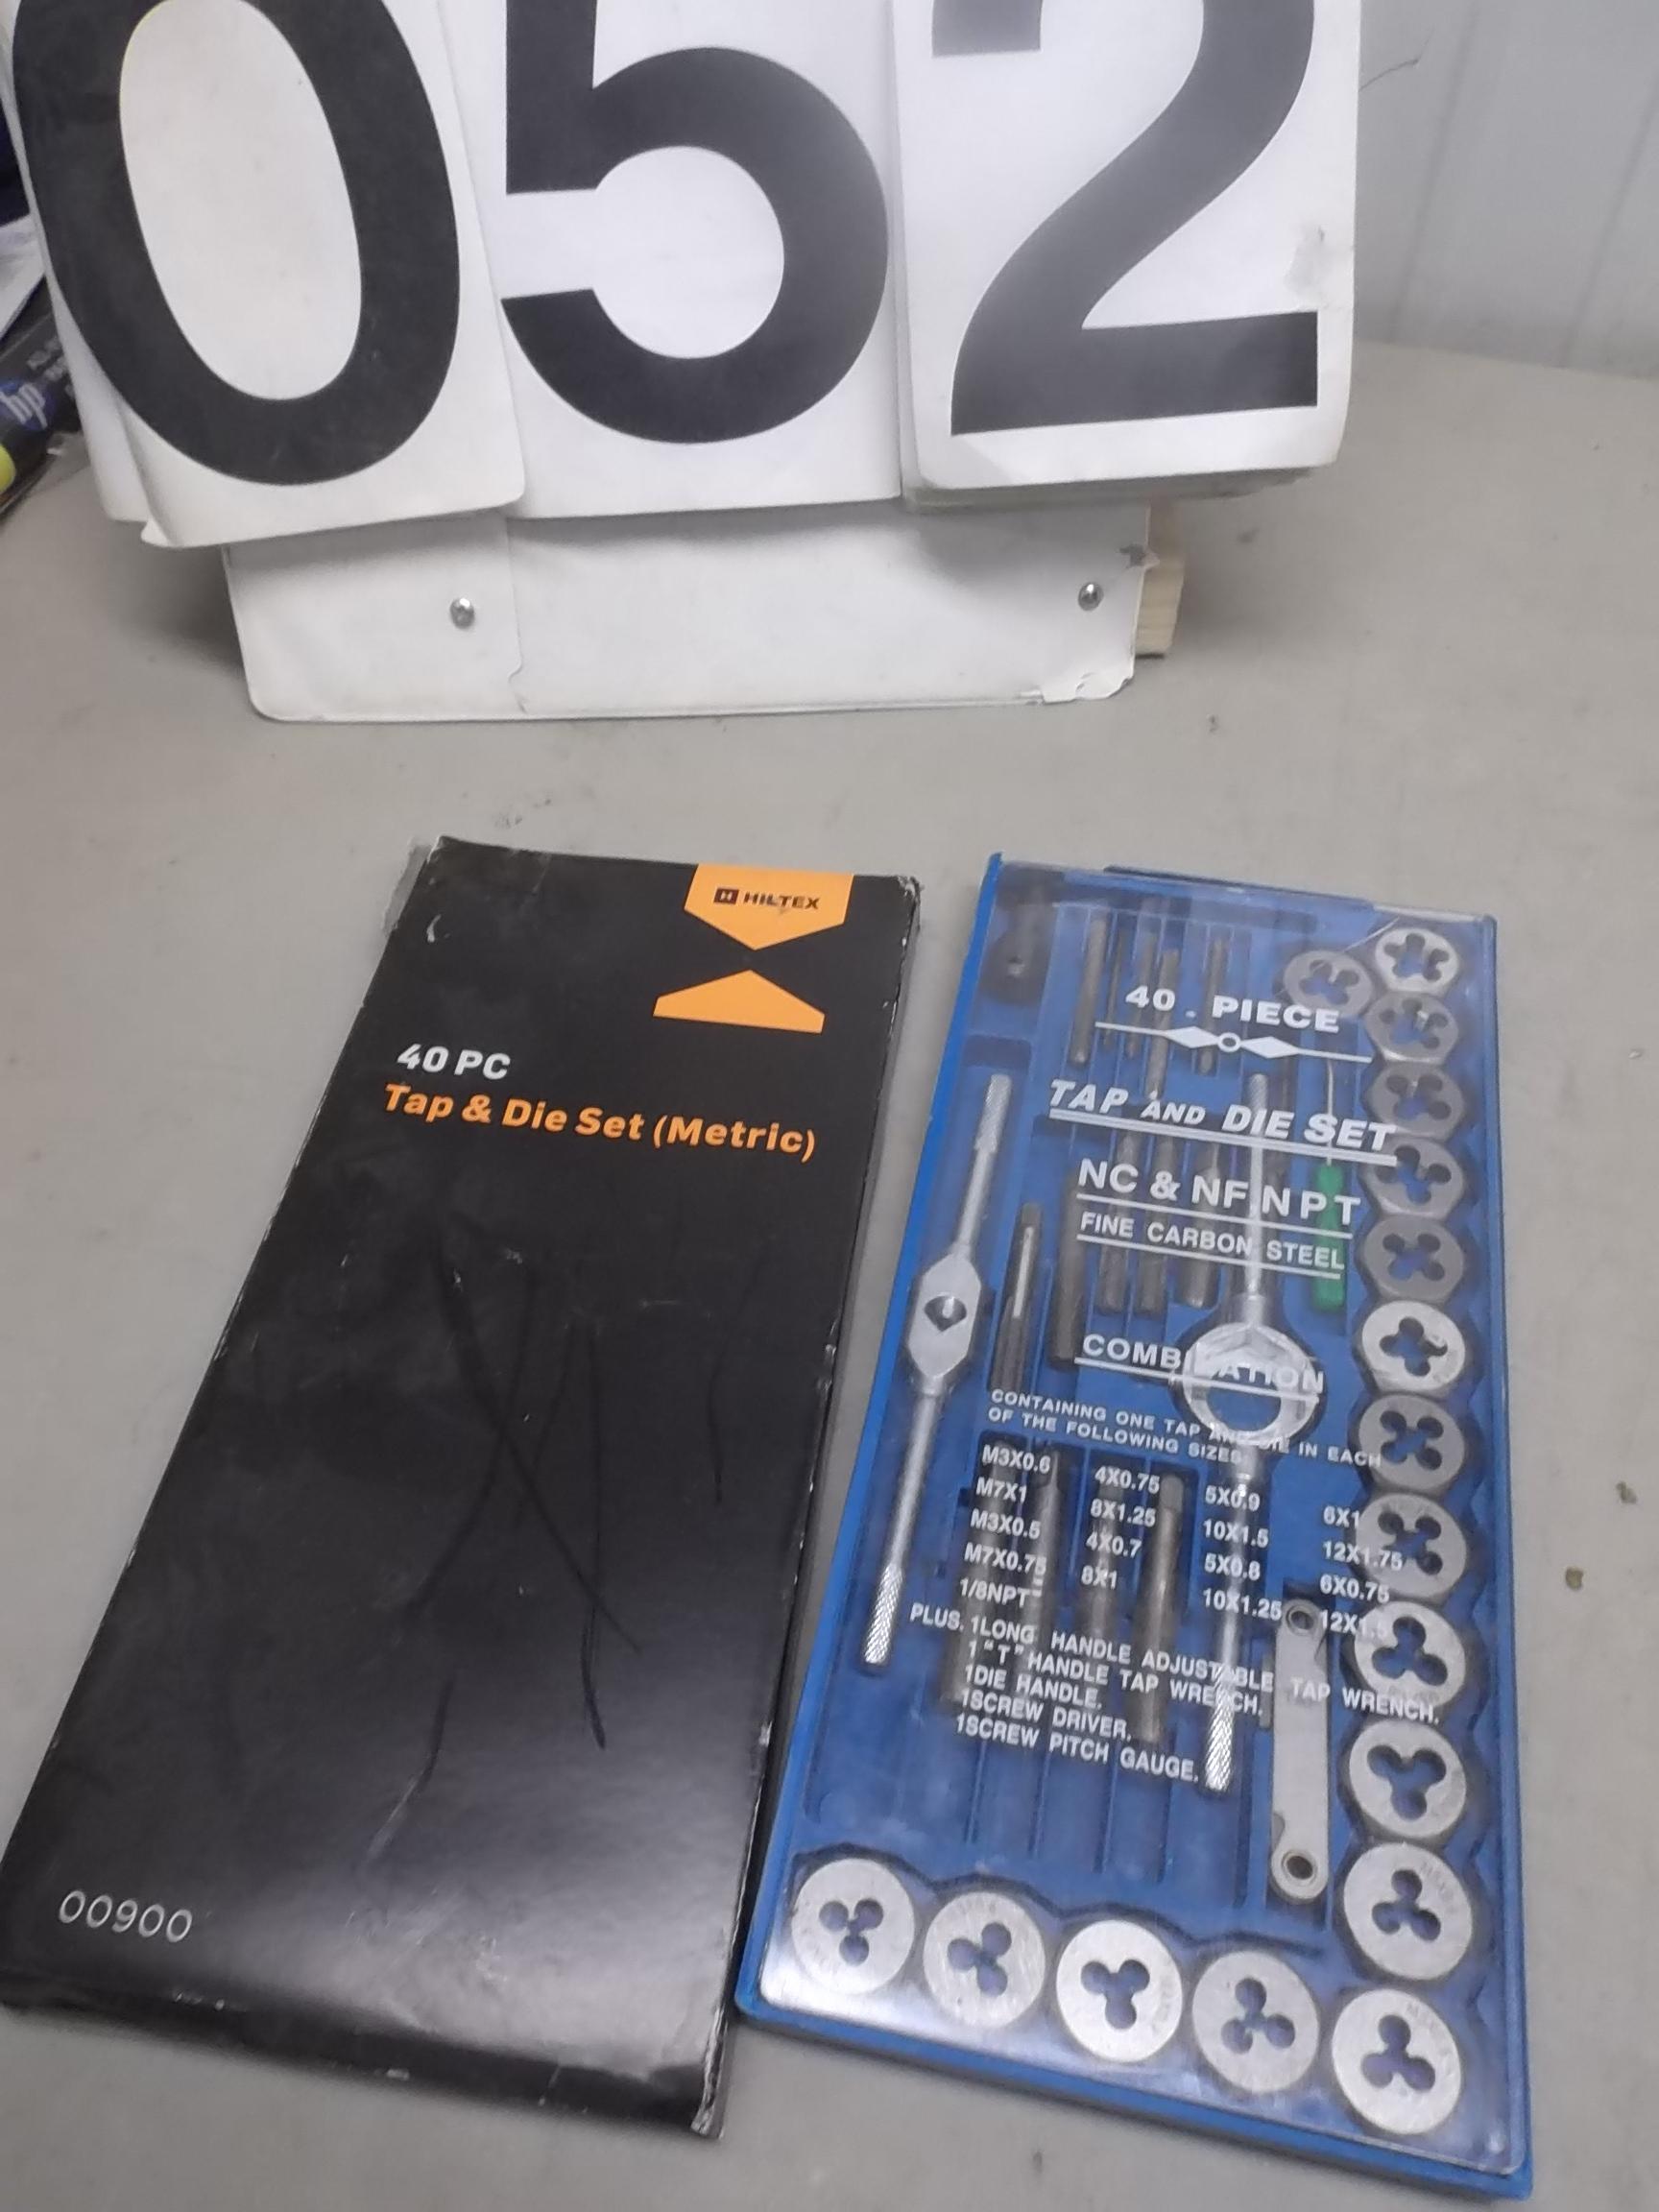 052
hp
HILTEX
40 PC
Tap & Die Set (Metric)
00900
40 . PIECE
TAP AND DIE SET
NC & NF.NPT
FINE CARBON STEEL
COMBINATION
CONTAINING ONE TAP AND DIE IN EACH
OF THE FOLLOWING SIZES
M3X0.6 4X0.75 5X0.9 6X1
M7X1 8X1.25 10X1.5 12X1.75
M3X0.5 4X0.7 5X0.8 6X0.75
M7X0.75 8X1 10X1.25 12X1.5
1/8NPT
PLUS. 1LONG HANDLE ADJUSTABLE TAP WRENCH.
1 "T" HANDLE TAP WRENCH.
1DIE HANDLE.
1SCREW DRIVER.
1SCREW PITCH GAUGE.